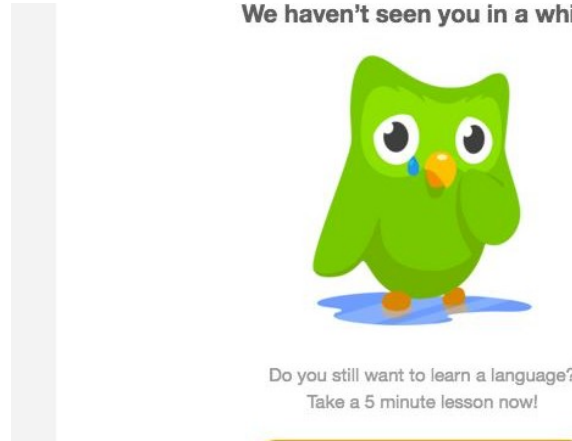 We haven't seen you in a whi
Do you still want to learn a language?
Take a 5 minute lesson now!